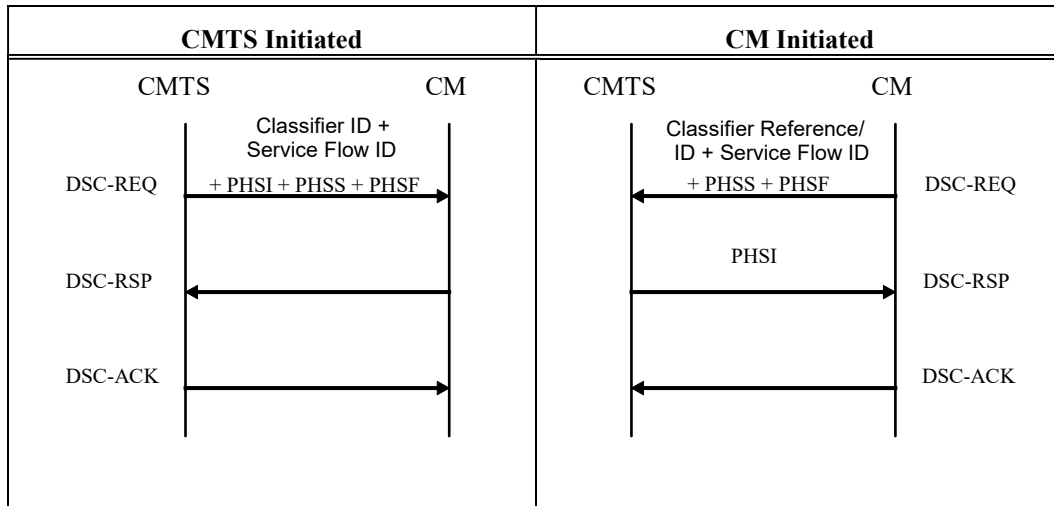 CMTS Initiated
CMTS
CM
Classifier ID +
Service Flow ID
DSC-REQ
+ PHSI + PHSS + PHSF
DSC-RSP
DSC-ACK
CM Initiated
CMTS
CM
Classifier Reference/
ID + Service Flow ID
+ PHSS + PHSF
DSC-REQ
PHSI
DSC-RSP
DSC-ACK